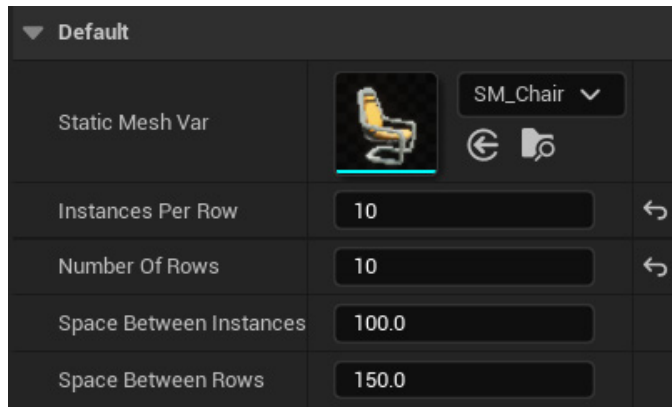 Default
Static Mesh Var
SM_Chair
Instances Per Row 10
Number Of Rows 10
Space Between Instances 100.0
Space Between Rows 150.0